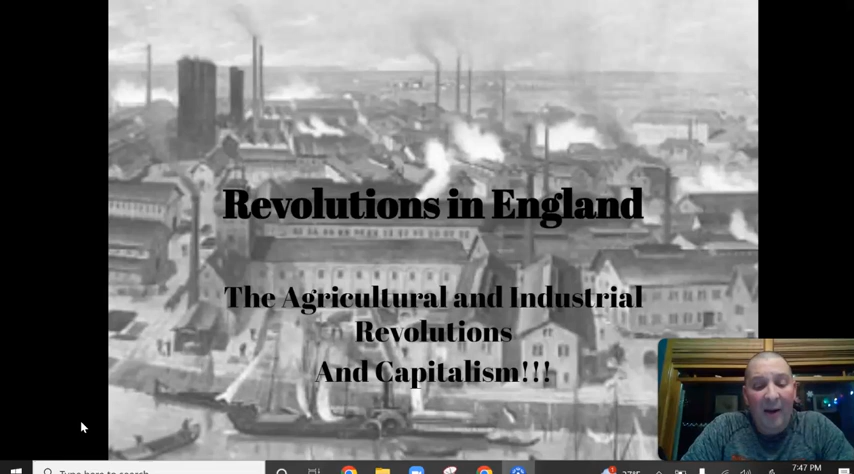 Revolutions in England
The Agricultural and Industrial
Revolutions
And Capitalism!!!
Type here to search
7:47 PM